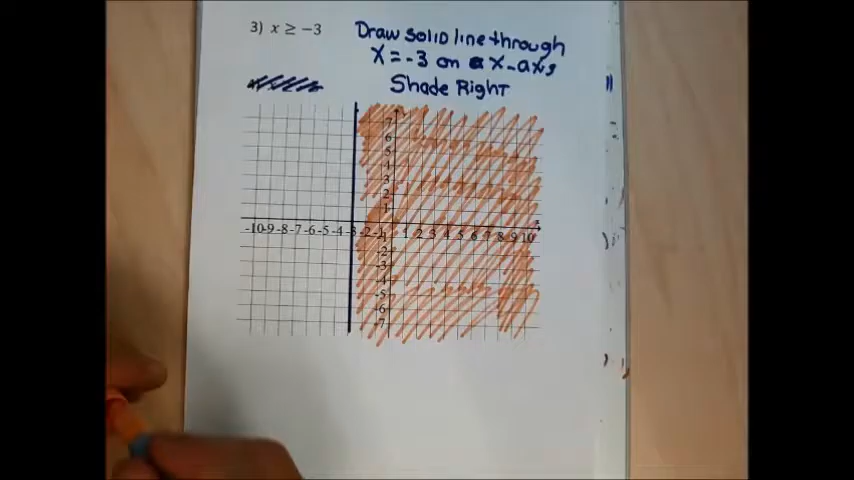 3) x ≥ −3
Draw solid line through
X = -3 on x-axis
Shade Right
7
6
5
4
3
2
1
-10 -9 -8 -7 -6 -5 -4 -3 -2 -1 1 2 3 4 5 6 7 8 9 10
-2
-3
-4
-5
-6
-7